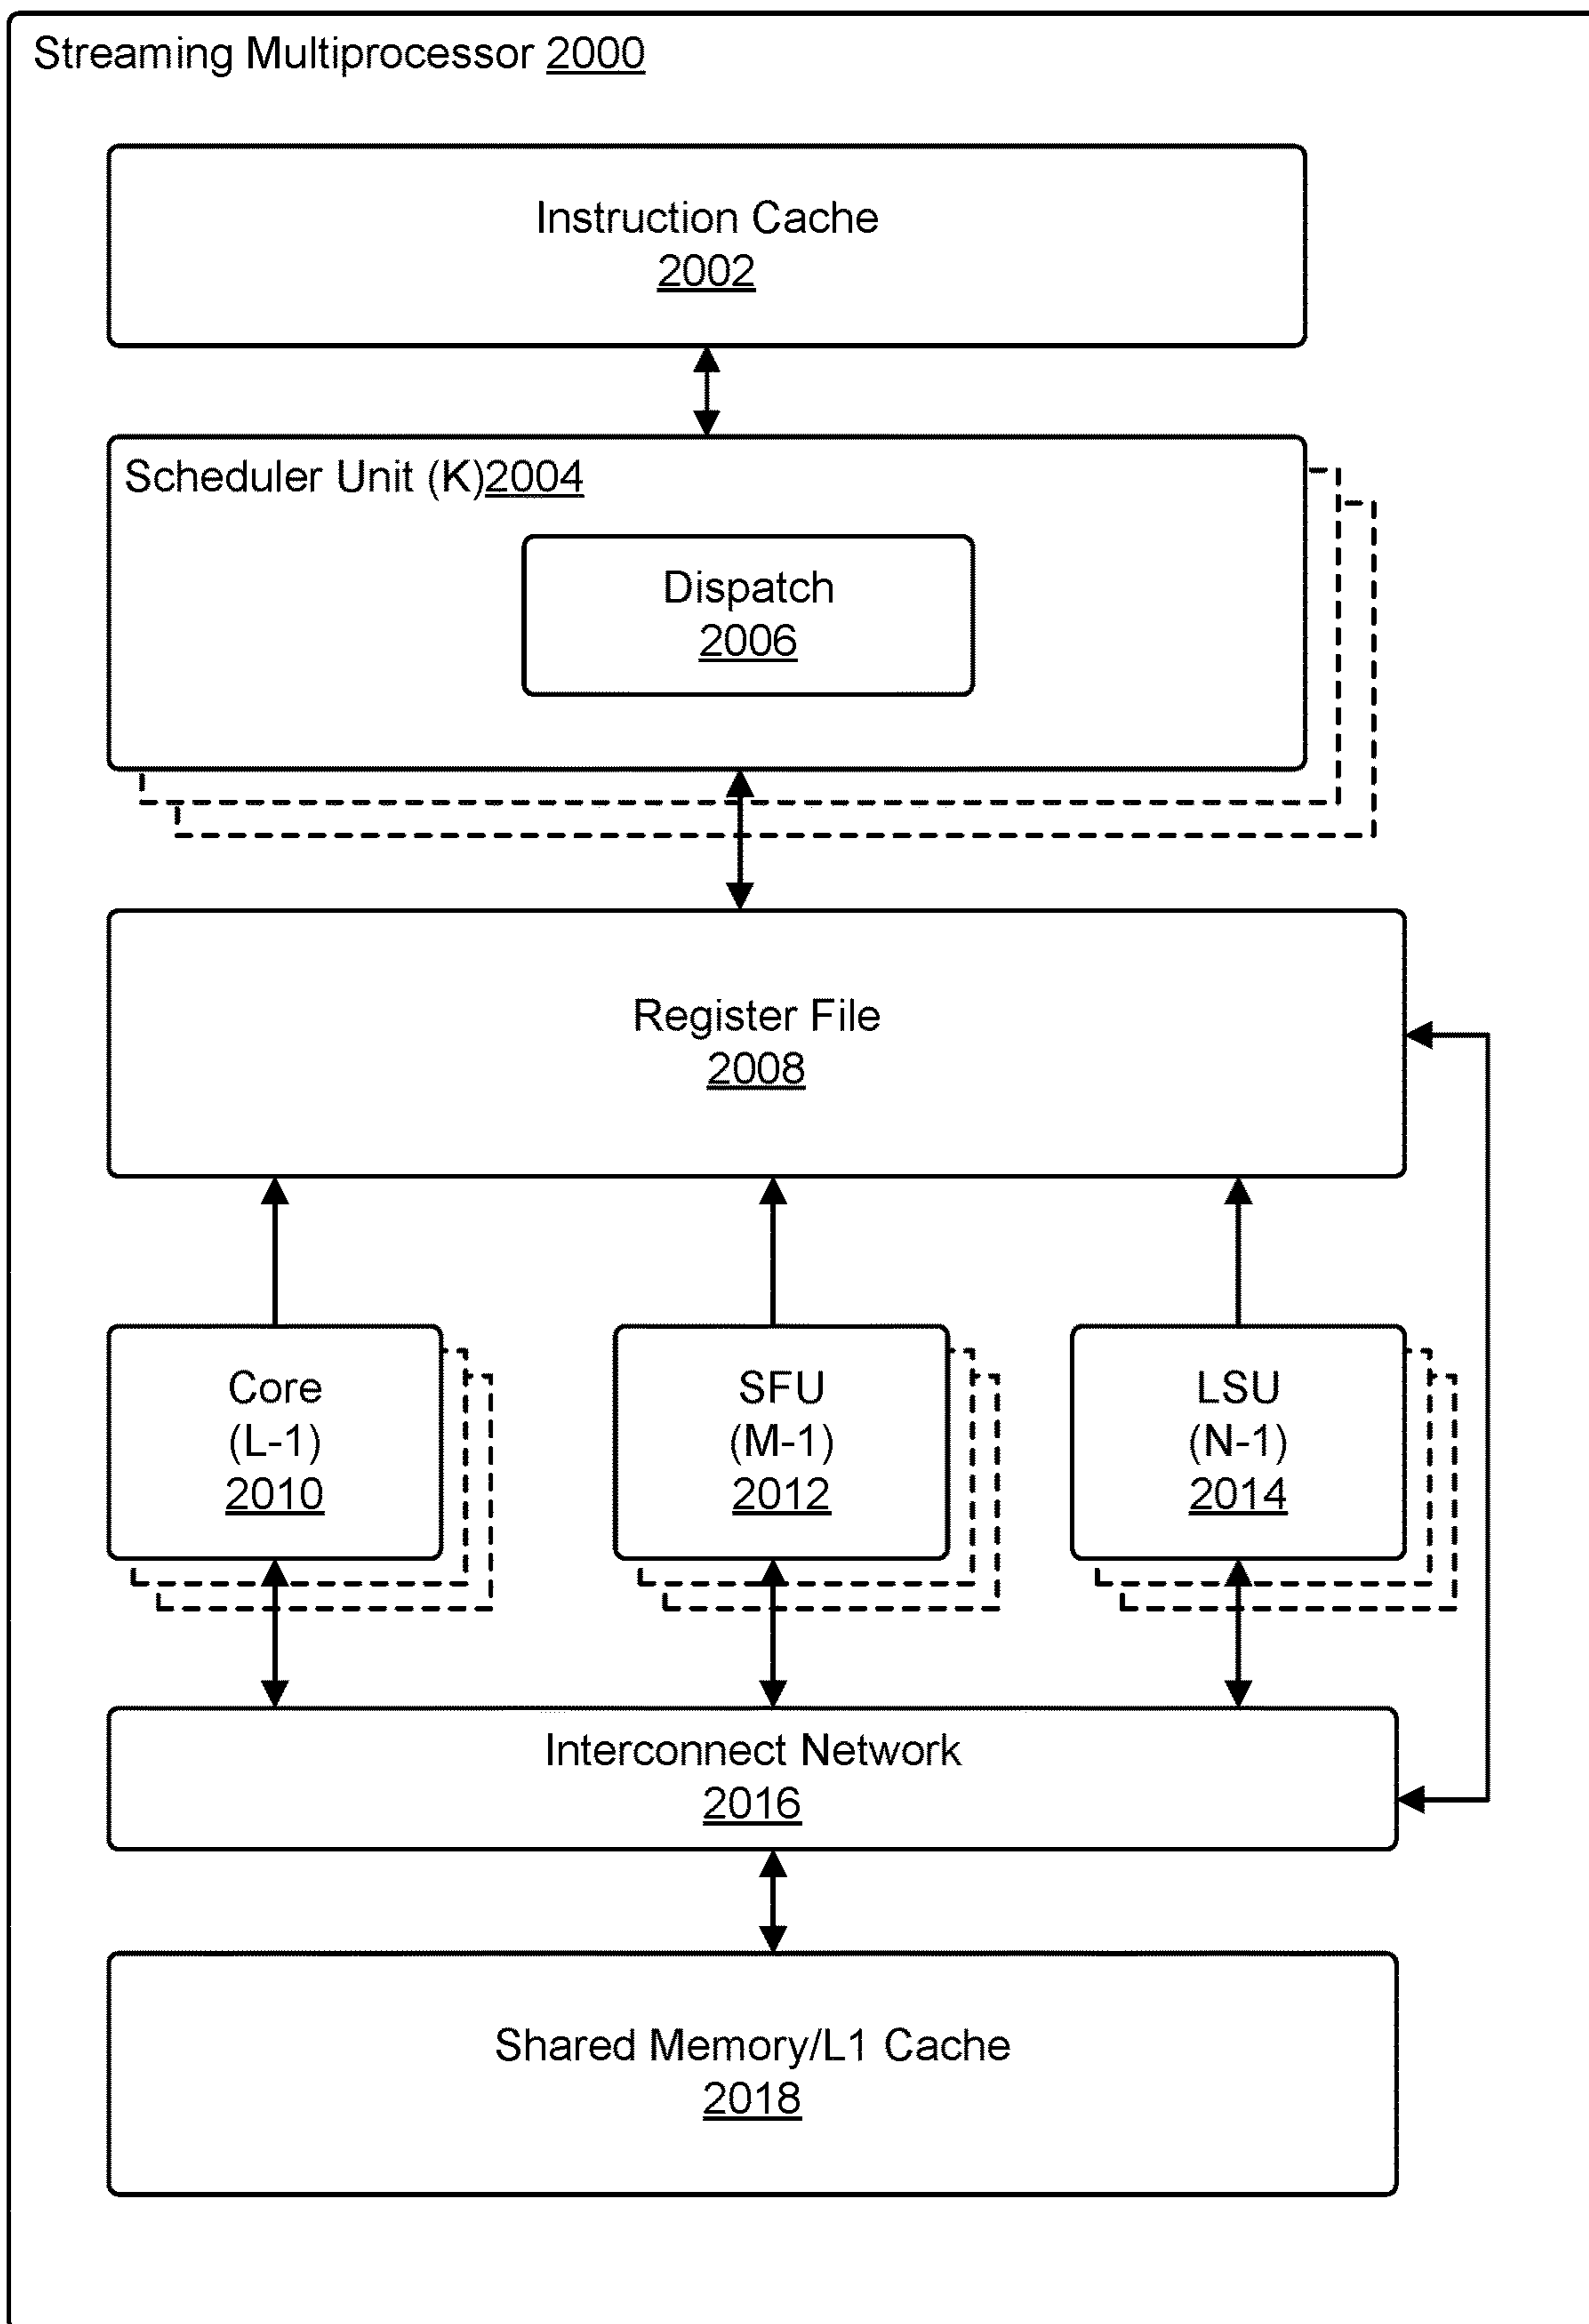 Streaming Multiprocessor 2000
Instruction Cache
2002
Scheduler Unit (K)2004
Dispatch
2006
Register File
2008
Core
(L-1)
2010
SFU
(M-1)
2012
LSU
(N-1)
2014
Interconnect Network
2016
Shared Memory/L1 Cache
2018